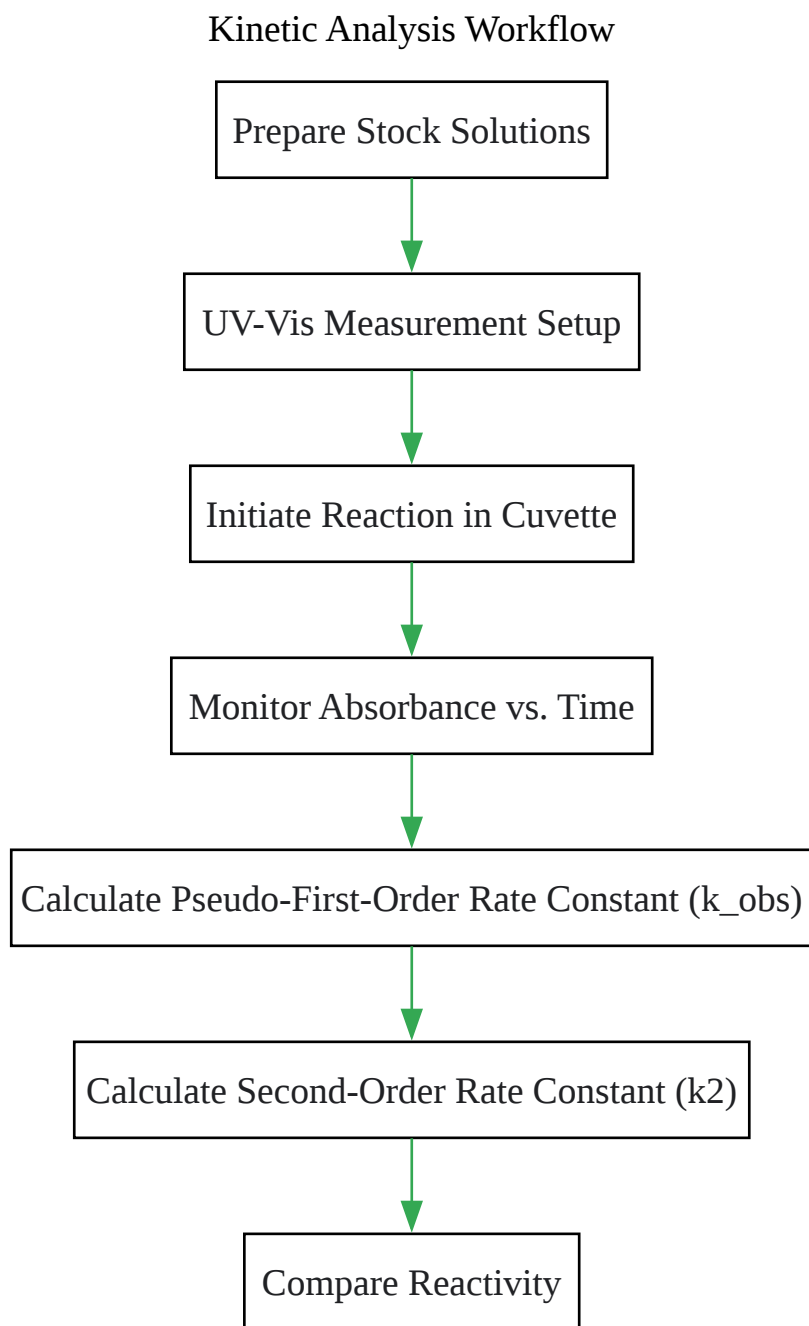 Kinetic Analysis Workflow
Prepare Stock Solutions
UV-Vis Measurement Setup
Initiate Reaction in Cuvette
Monitor Absorbance vs. Time
Calculate Pseudo-First-Order Rate Constant (k_obs)
Calculate Second-Order Rate Constant (k2)
Compare Reactivity